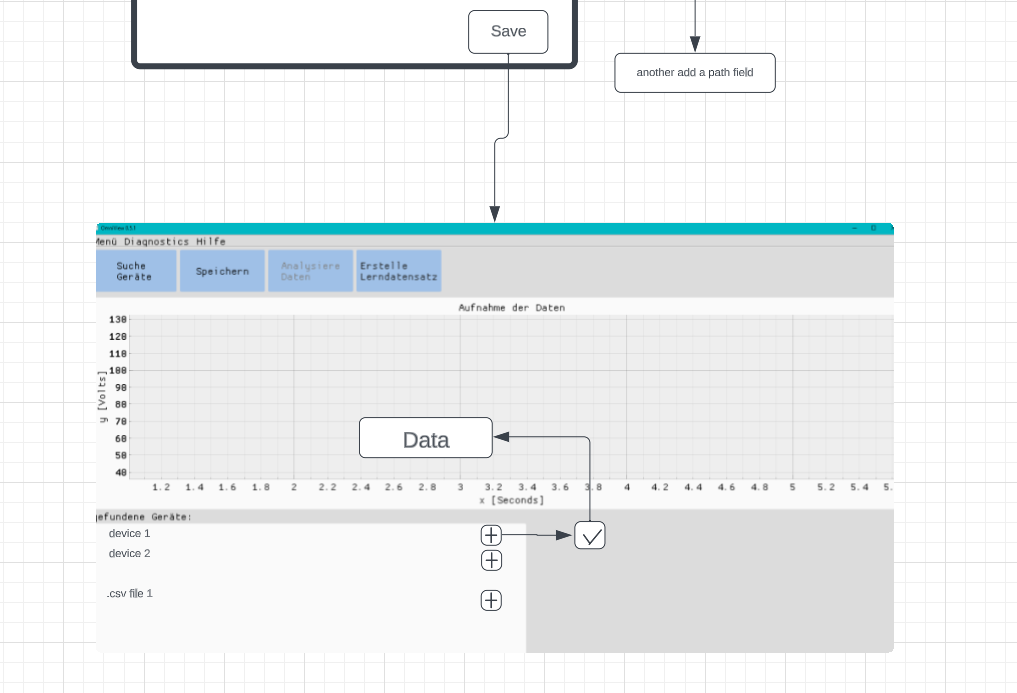 Save
another add a path field
OmniView 0.5.1
Menü Diagnostics Hilfe
Suche
Geräte
Speichern
Analysiere
Daten
Erstelle
Lerndatensatz
Aufnahme der Daten
130
120
110
100
90
80
70
60
50
40
y [Volts]
Data
1.2 1.4 1.6 1.8 2 2.2 2.4 2.6 2.8 3 3.2 3.4 3.6 3.8 4 4.2 4.4 4.6 4.8 5 5.2 5.4 5.
x [Seconds]
gefundene Geräte:
device 1
device 2
.csv file 1